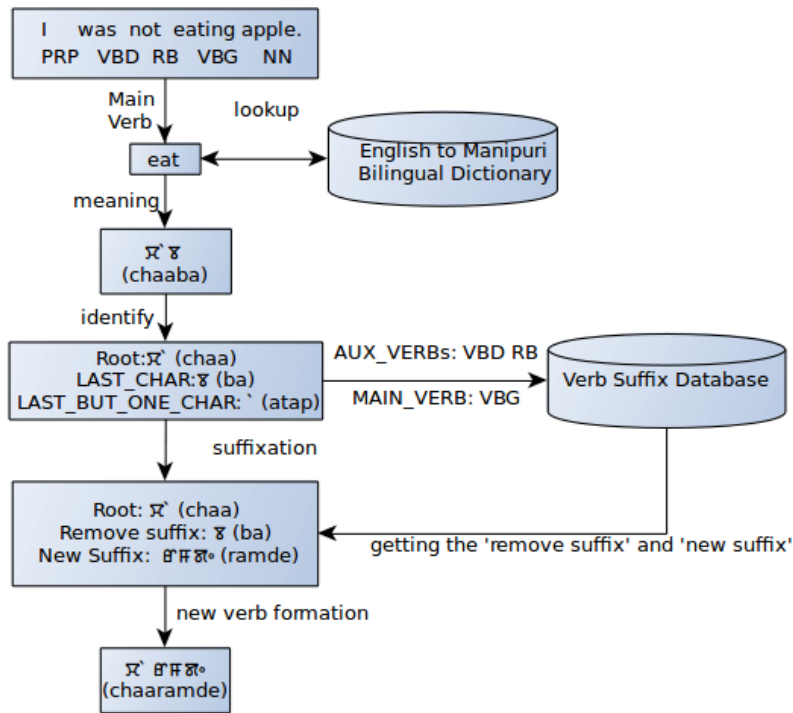 I was not eating apple.
PRP VBD RB VBG NN
Main
Verb
lookup
eat
English to Manipuri
Bilingual Dictionary
meaning
ꯆꯥꯕ
(chaaba)
identify
Root:ꯆꯥ (chaa)
LAST_CHAR:ꯕ (ba)
LAST_BUT_ONE_CHAR: ꯥ (atap)
AUX_VERBs: VBD RB
MAIN_VERB: VBG
Verb Suffix Database
suffixation
Root: ꯆꯥ (chaa)
Remove suffix: ꯕ (ba)
New Suffix: ꯔꯃꯗꯦ (ramde)
getting the 'remove suffix' and 'new suffix'
new verb formation
ꯆꯥ ꯔꯃꯗꯦ
(chaaramde)